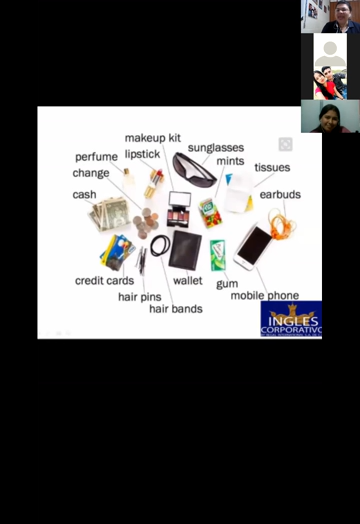 makeup kit
perfume
lipstick
sunglasses
mints
change
tissues
cash
earbuds
credit cards
wallet
gum
hair pins
mobile phone
hair bands
INGLES
CORPORATIVO